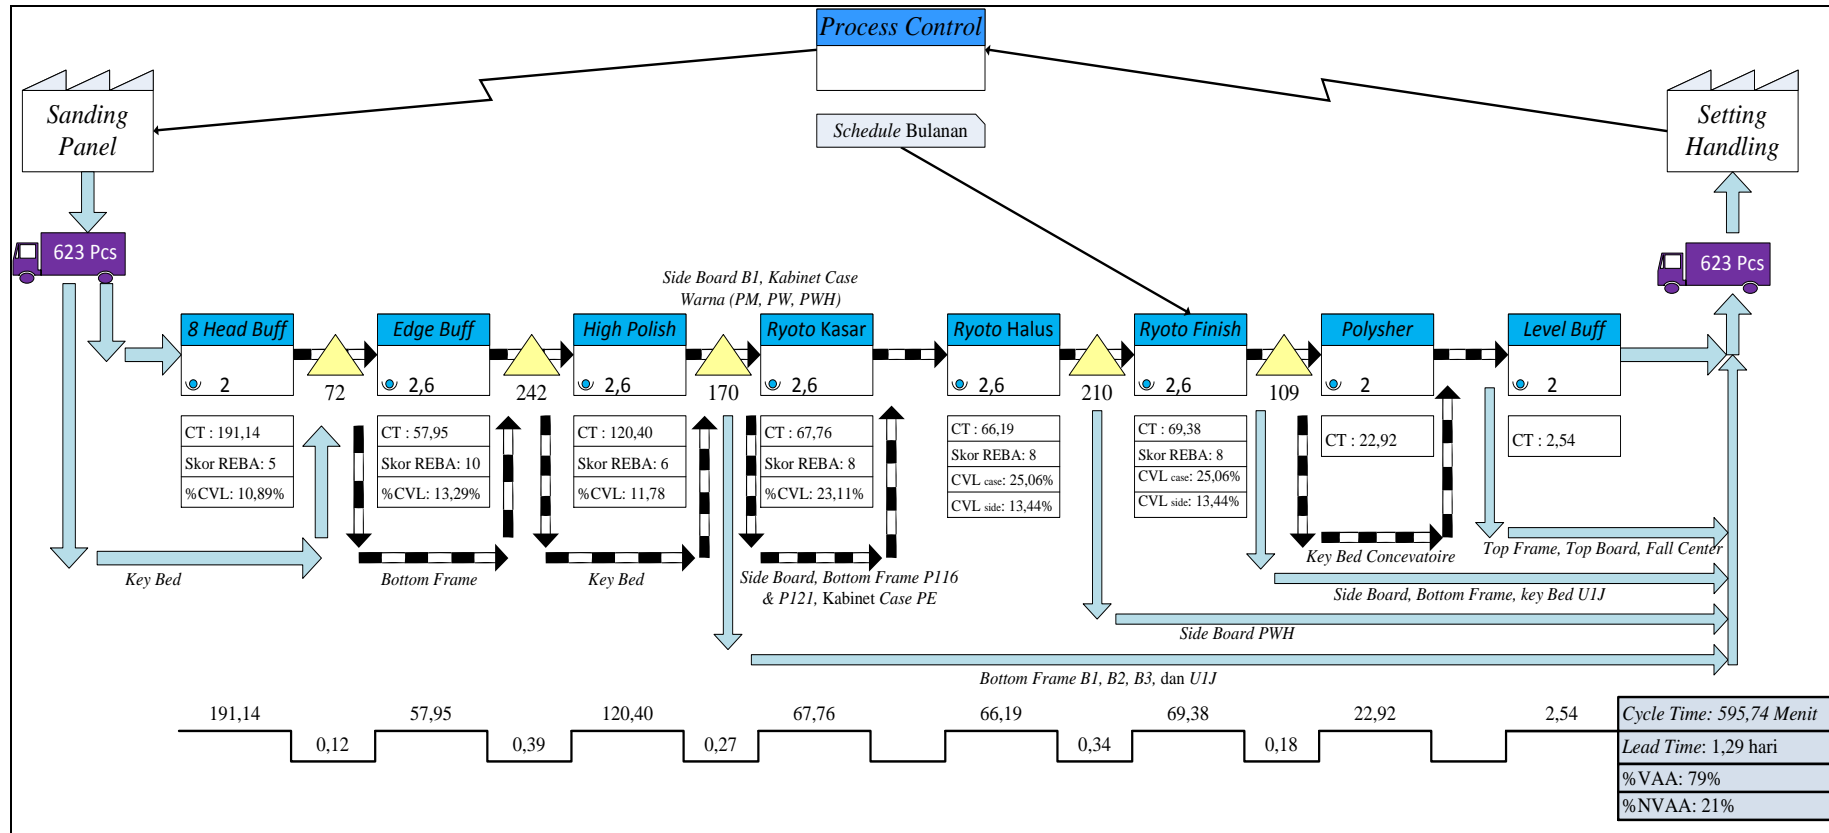 Process Control
Sanding
Panel
Schedule Bulanan
Setting
Handling
623 Pcs
623 Pcs
Side Board B1, Kabinet Case
Warna (PM, PW, PWH)
8 Head Buff
2
72
Edge Buff
2,6
242
High Polish
2,6
170
Ryoto Kasar
2,6
Ryoto Halus
2,6
210
Ryoto Finish
2,6
109
Polysher
2
Level Buff
2
CT : 191,14
Skor REBA: 5
%CVL: 10,89%
CT : 57,95
Skor REBA: 10
%CVL: 13,29%
CT : 120,40
Skor REBA: 6
%CVL: 11,78
CT : 67,76
Skor REBA: 8
%CVL: 23,11%
CT : 66,19
Skor REBA: 8
CVL case: 25,06%
CVL side: 13,44%
CT : 69,38
Skor REBA: 8
CVL case: 25,06%
CVL side: 13,44%
CT : 22,92
CT : 2,54
Key Bed
Bottom Frame
Key Bed
Side Board, Bottom Frame P116
& P121, Kabinet Case PE
Key Bed Concevatoire
Top Frame, Top Board, Fall Center
Side Board, Bottom Frame, key Bed U1J
Side Board PWH
Bottom Frame B1, B2, B3, dan U1J
191,14
0,12
57,95
0,39
120,40
0,27
67,76
66,19
0,34
69,38
0,18
22,92
2,54
Cycle Time: 595,74 Menit
Lead Time: 1,29 hari
%VAA: 79%
%NVAA: 21%